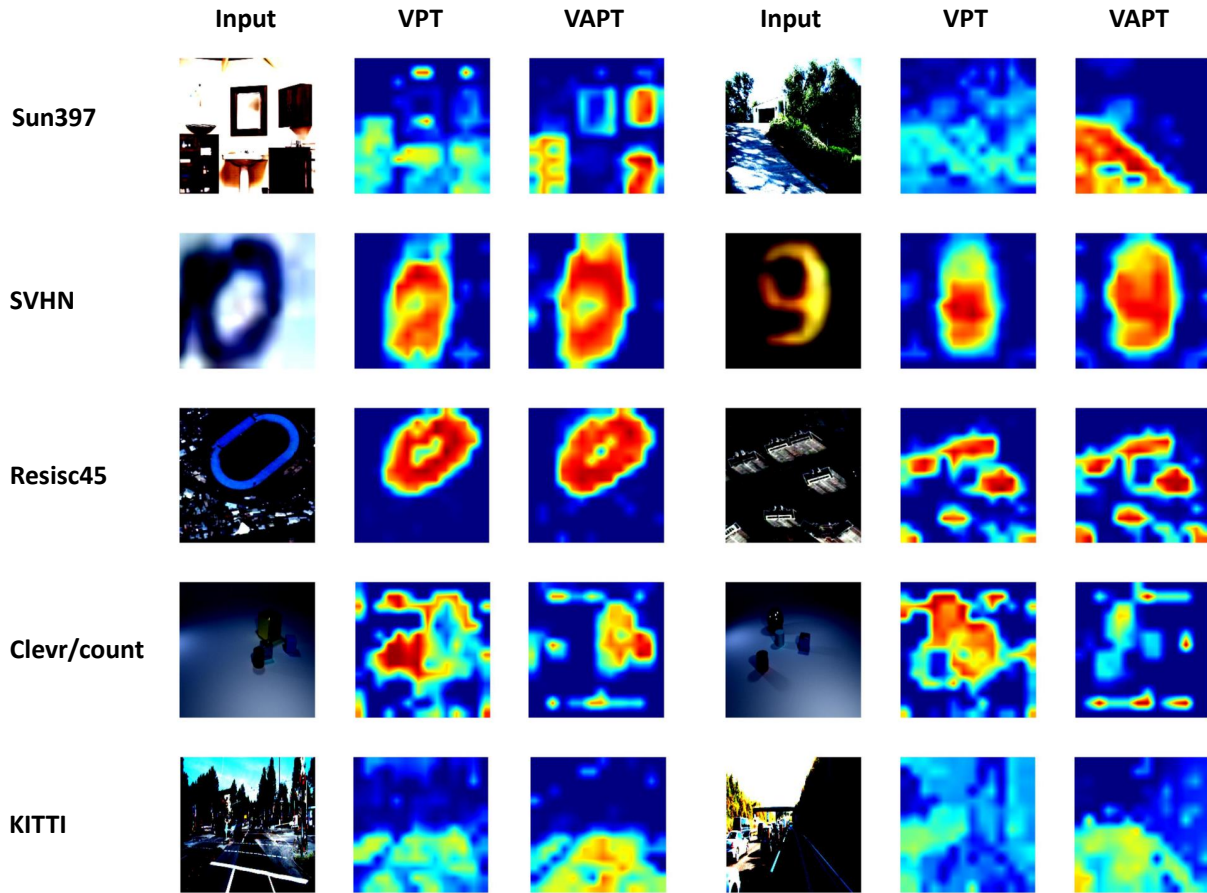 Input VPT VAPT Input VPT VAPT
Sun397
SVHN
Resisc45
Clevr/count
KITTI